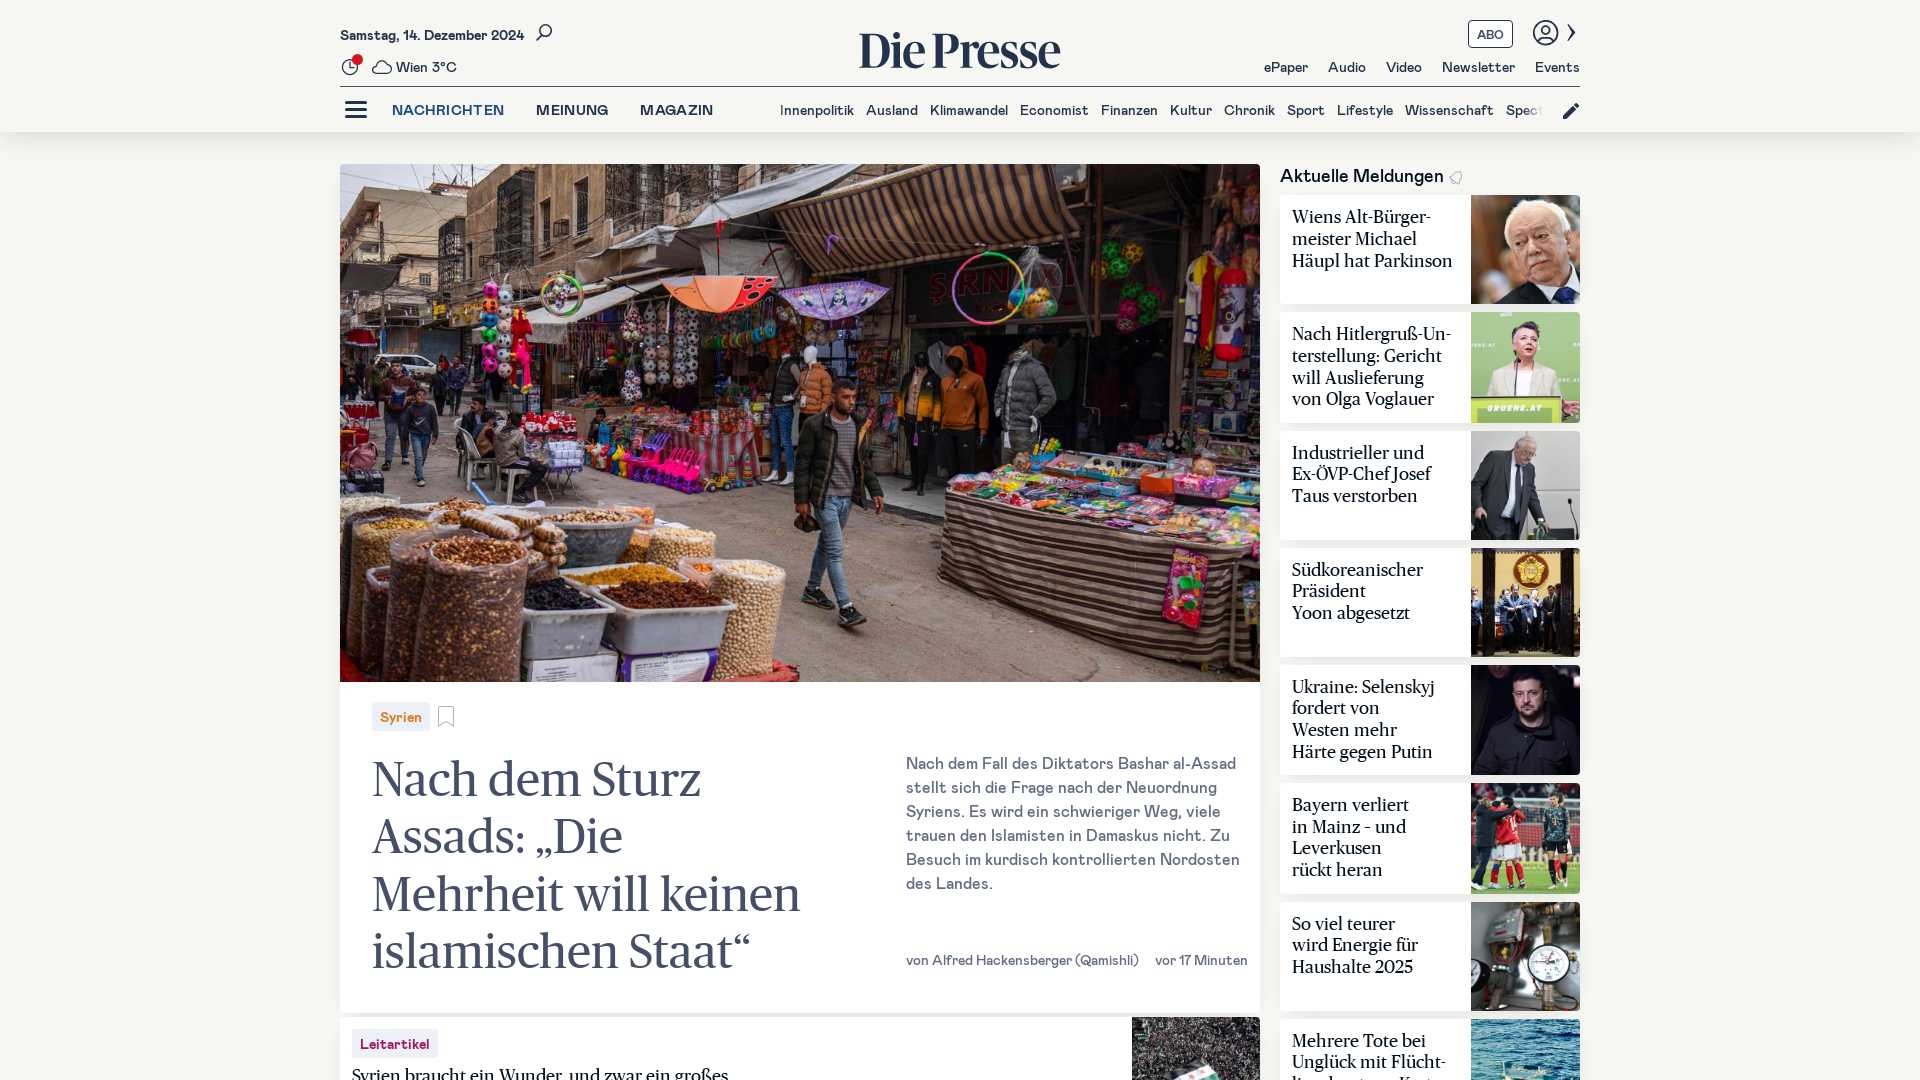 Samstag, 14. Dezember 2024
Wien 3°C
Die Presse
ABO
ePaper Audio Video Newsletter Events
NACHRICHTEN MEINUNG MAGAZIN
Innenpolitik Ausland Klimawandel Economist Finanzen Kultur Chronik Sport Lifestyle Wissenschaft Spect
Syrien
Nach dem Sturz
Assads: „Die
Mehrheit will keinen
islamischen Staat“
Nach dem Fall des Diktators Bashar al-Assad
stellt sich die Frage nach der Neuordnung
Syriens. Es wird ein schwieriger Weg, viele
trauen den Islamisten in Damaskus nicht. Zu
Besuch im kurdisch kontrollierten Nordosten
des Landes.
von Alfred Hackensberger (Qamishli) vor 17 Minuten
Leitartikel
Syrien braucht ein Wunder, und zwar ein großes
Aktuelle Meldungen
Wiens Alt-Bürger-
meister Michael
Häupl hat Parkinson
Nach Hitlergruß-Un-
terstellung: Gericht
will Auslieferung
von Olga Voglauer
GRUENE.AT
Industrieller und
Ex-ÖVP-Chef Josef
Taus verstorben
Südkoreanischer
Präsident
Yoon abgesetzt
Ukraine: Selenskyj
fordert von
Westen mehr
Härte gegen Putin
Bayern verliert
in Mainz – und
Leverkusen
rückt heran
So viel teurer
wird Energie für
Haushalte 2025
Mehrere Tote bei
Unglück mit Flücht-